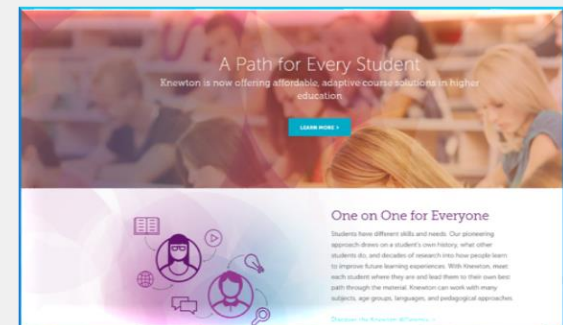 A Path for Every Student
Knewton is now offering affordable, adaptive course solutions in higher
education
LEARN MORE >
One on One for Everyone
Students have different skills and needs. Our pioneering
approach draws on a student's own history, what other
students do, and decades of research into how people learn
to improve future learning experiences. With Knewton, meet
each student where they are and lead them to their own best
path through the material. Knewton can work with many
subjects, age groups, languages, and pedagogical approaches.